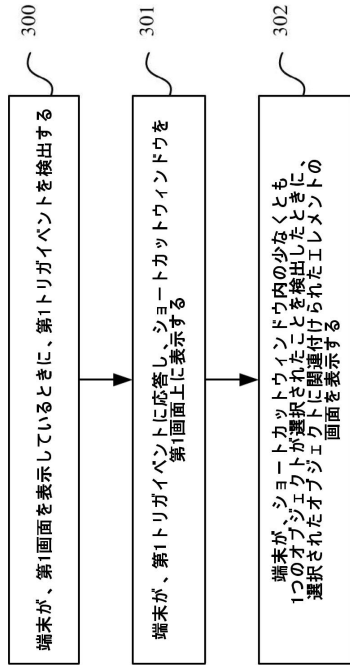 300
端末が、第1画面を表示しているときに、第1トリガイベントを検出する
301
端末が、第1トリガイベントに応答し、ショートカットウィンドウを
第1画面上に表示する
302
端末が、ショートカットウィンドウ内の少なくとも
1つのオブジェクトが選択されたことを検出したときに、
選択されたオブジェクトに関連付けられたエレメントの
画面を表示する